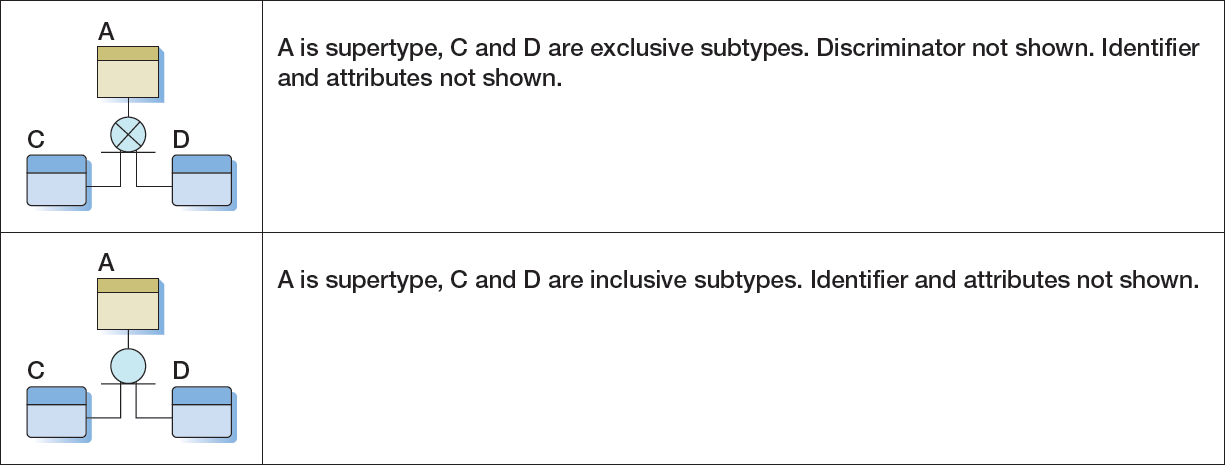 A
C
D
A is supertype, C and D are exclusive subtypes. Discriminator not shown. Identifier
and attributes not shown.
A
C
D
A is supertype, C and D are inclusive subtypes. Identifier and attributes not shown.